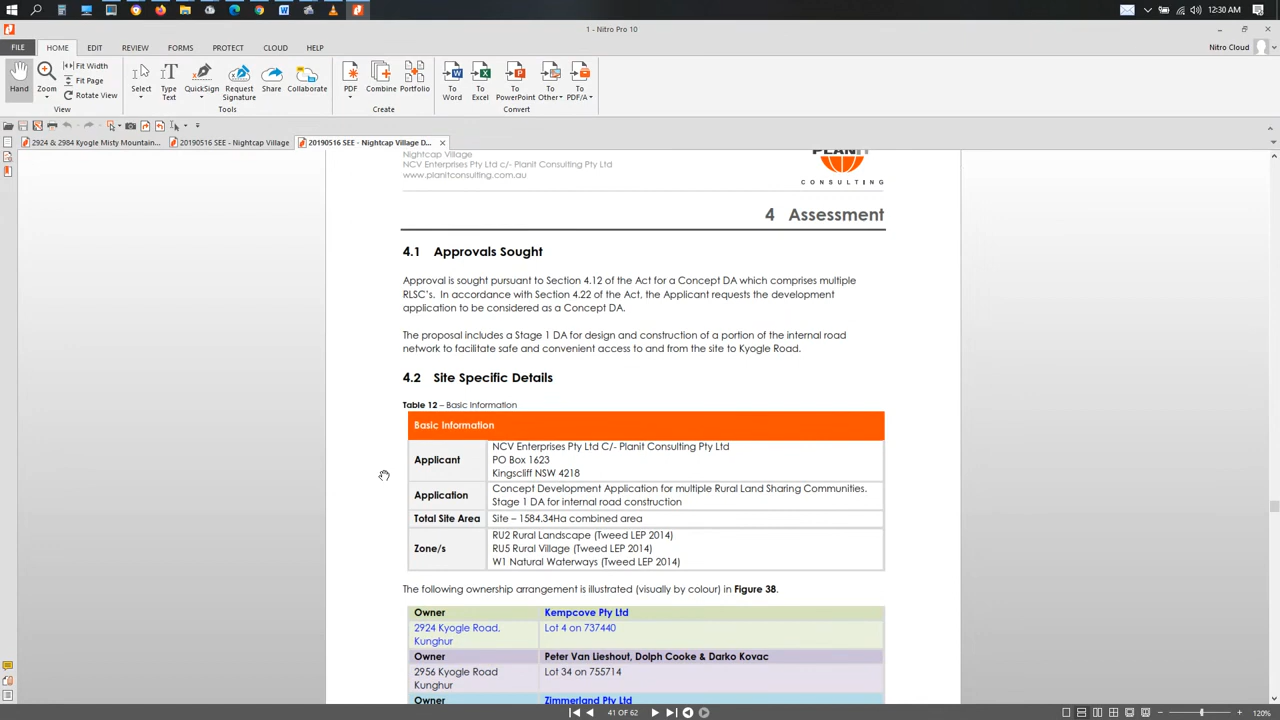 12:30 AM
1 - Nitro Pro 10
FILE HOME EDIT REVIEW FORMS PROTECT CLOUD HELP
Nitro Cloud
Hand Zoom Fit Width Fit Page Rotate View
Select Type Text QuickSign Request Signature Share Collaborate
PDF Combine Portfolio
To Word To Excel To PowerPoint To Other To PDF/A
View Tools Create Convert
2924 & 2984 Kyogle Misty Mountain... 20190516 SEE - Nightcap Village 20190516 SEE - Nightcap Village D...
Nightcap Village
NCV Enterprises Pty Ltd c/- Planit Consulting Pty Ltd
www.planitconsulting.com.au
PLANIT
CONSULTING
4 Assessment
4.1 Approvals Sought
Approval is sought pursuant to Section 4.12 of the Act for a Concept DA which comprises multiple
RLSC's. In accordance with Section 4.22 of the Act, the Applicant requests the development
application to be considered as a Concept DA.
The proposal includes a Stage 1 DA for design and construction of a portion of the internal road
network to facilitate safe and convenient access to and from the site to Kyogle Road.
4.2 Site Specific Details
Table 12 – Basic Information
Basic Information
Applicant
NCV Enterprises Pty Ltd C/- Planit Consulting Pty Ltd
PO Box 1623
Kingscliff NSW 4218
Application
Concept Development Application for multiple Rural Land Sharing Communities.
Stage 1 DA for internal road construction
Total Site Area Site – 1584.34Ha combined area
Zone/s
RU2 Rural Landscape (Tweed LEP 2014)
RU5 Rural Village (Tweed LEP 2014)
W1 Natural Waterways (Tweed LEP 2014)
The following ownership arrangement is illustrated (visually by colour) in Figure 38.
Owner Kempcove Pty Ltd
2924 Kyogle Road,
Kunghur
Lot 4 on 737440
Owner Peter Van Lieshout, Dolph Cooke & Darko Kovac
2956 Kyogle Road
Kunghur
Lot 34 on 755714
Owner Zimmerland Pty Ltd
41 OF 62
120%